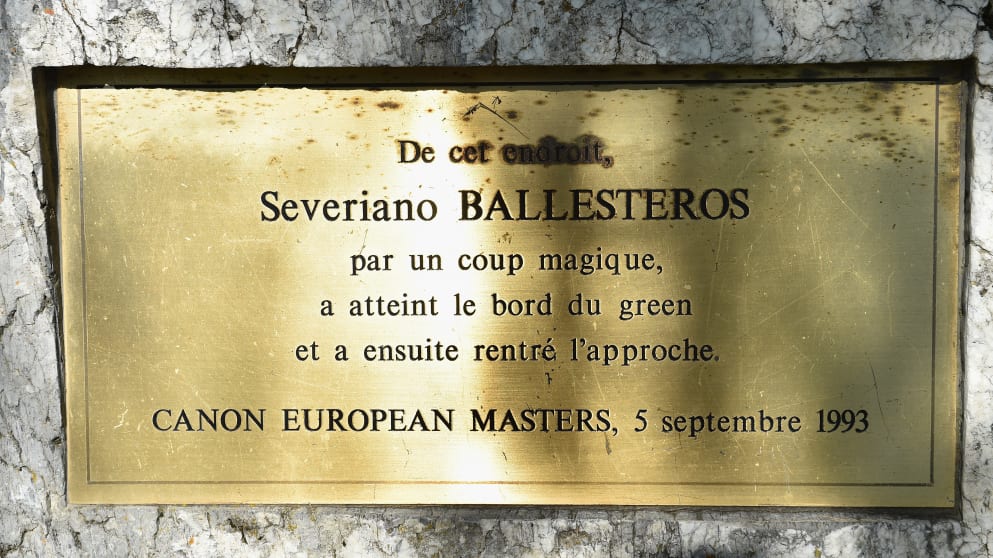 De cet endroit,
Severiano BALLESTEROS
par un coup magique,
a atteint le bord du green
et a ensuite rentré l'approche.
CANON EUROPEAN MASTERS, 5 septembre 1993